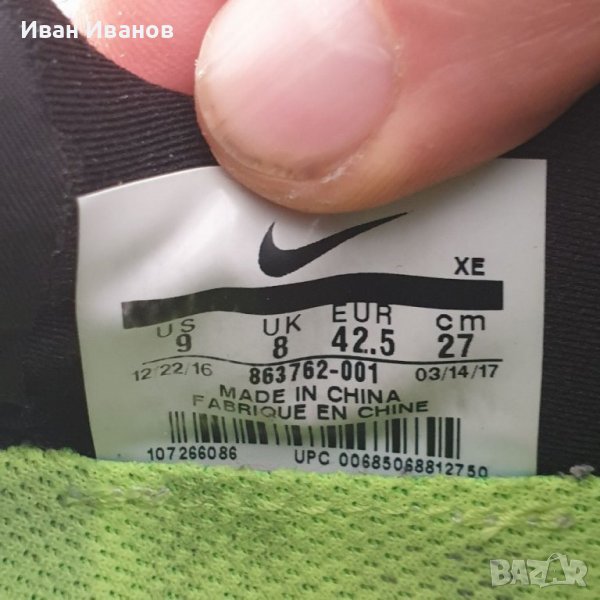 Иван Иванов
XE
US UK EUR cm
9 8 42.5 27
12/22/16 863762-001 03/14/17
MADE IN CHINA
FABRIQUE EN CHINE
107266086 UPC 00685068812750
BAZAR